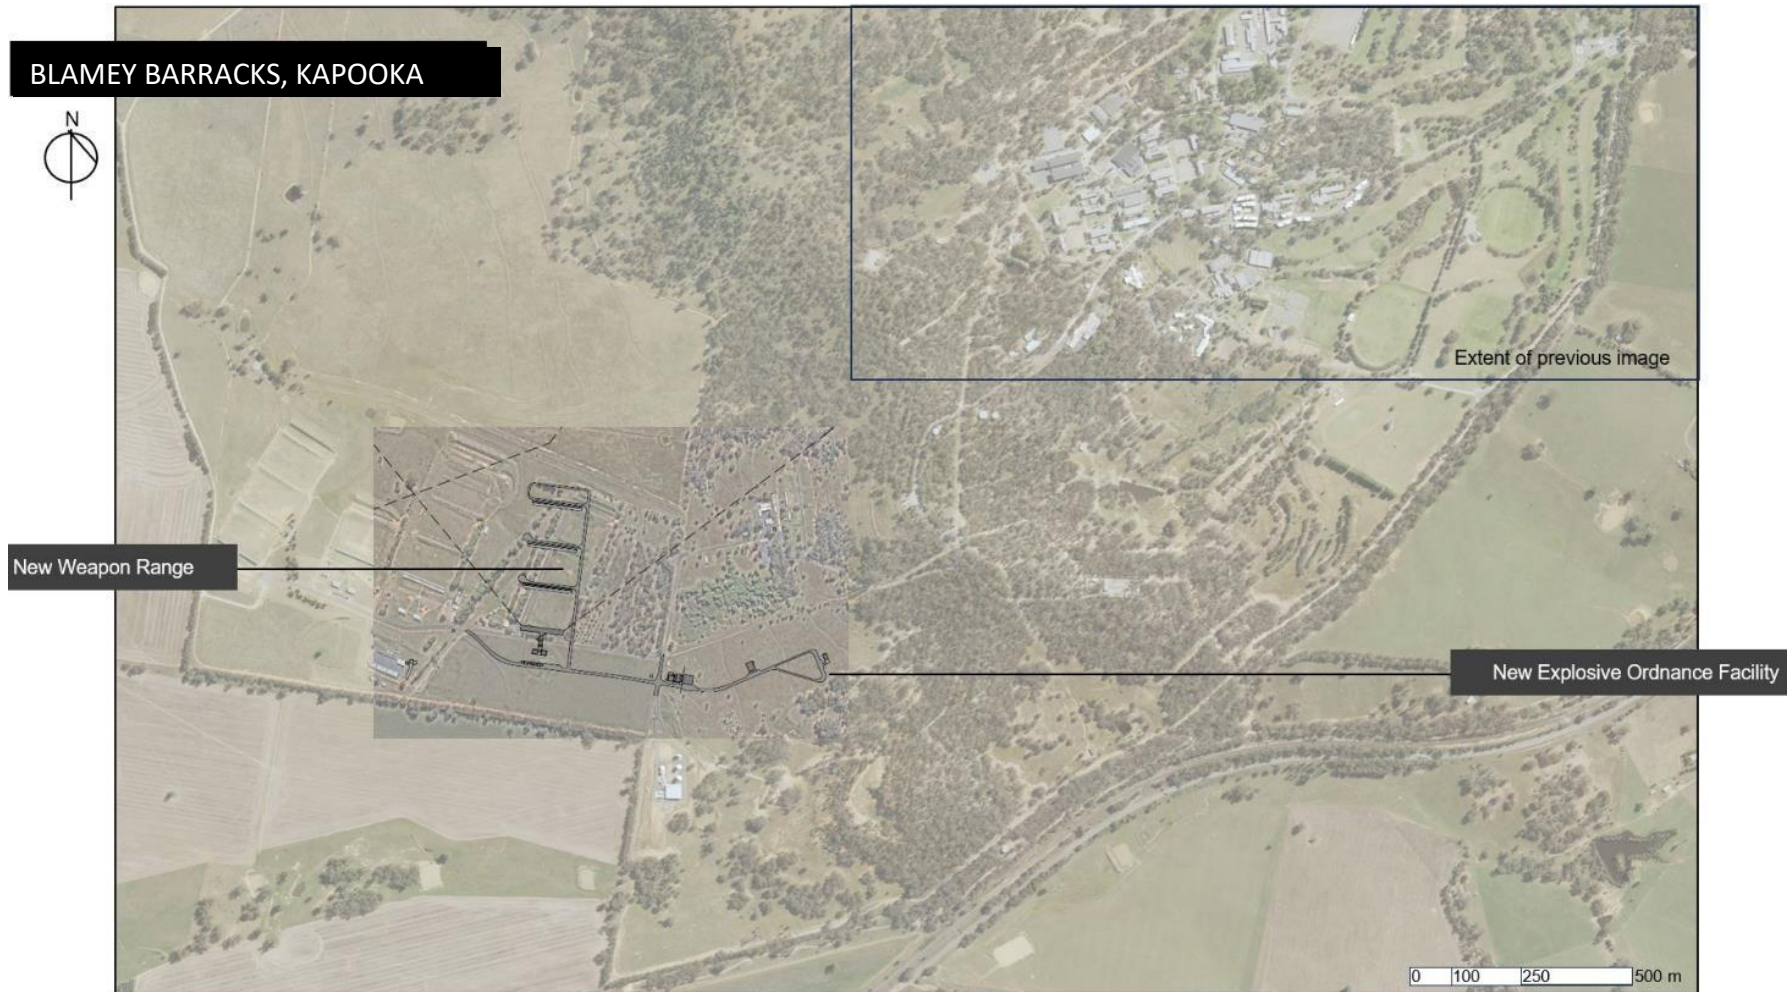 BLAMEY BARRACKS, KAPOOKA
N
Extent of previous image
New Weapon Range
New Explosive Ordnance Facility
0 100 250 500 m